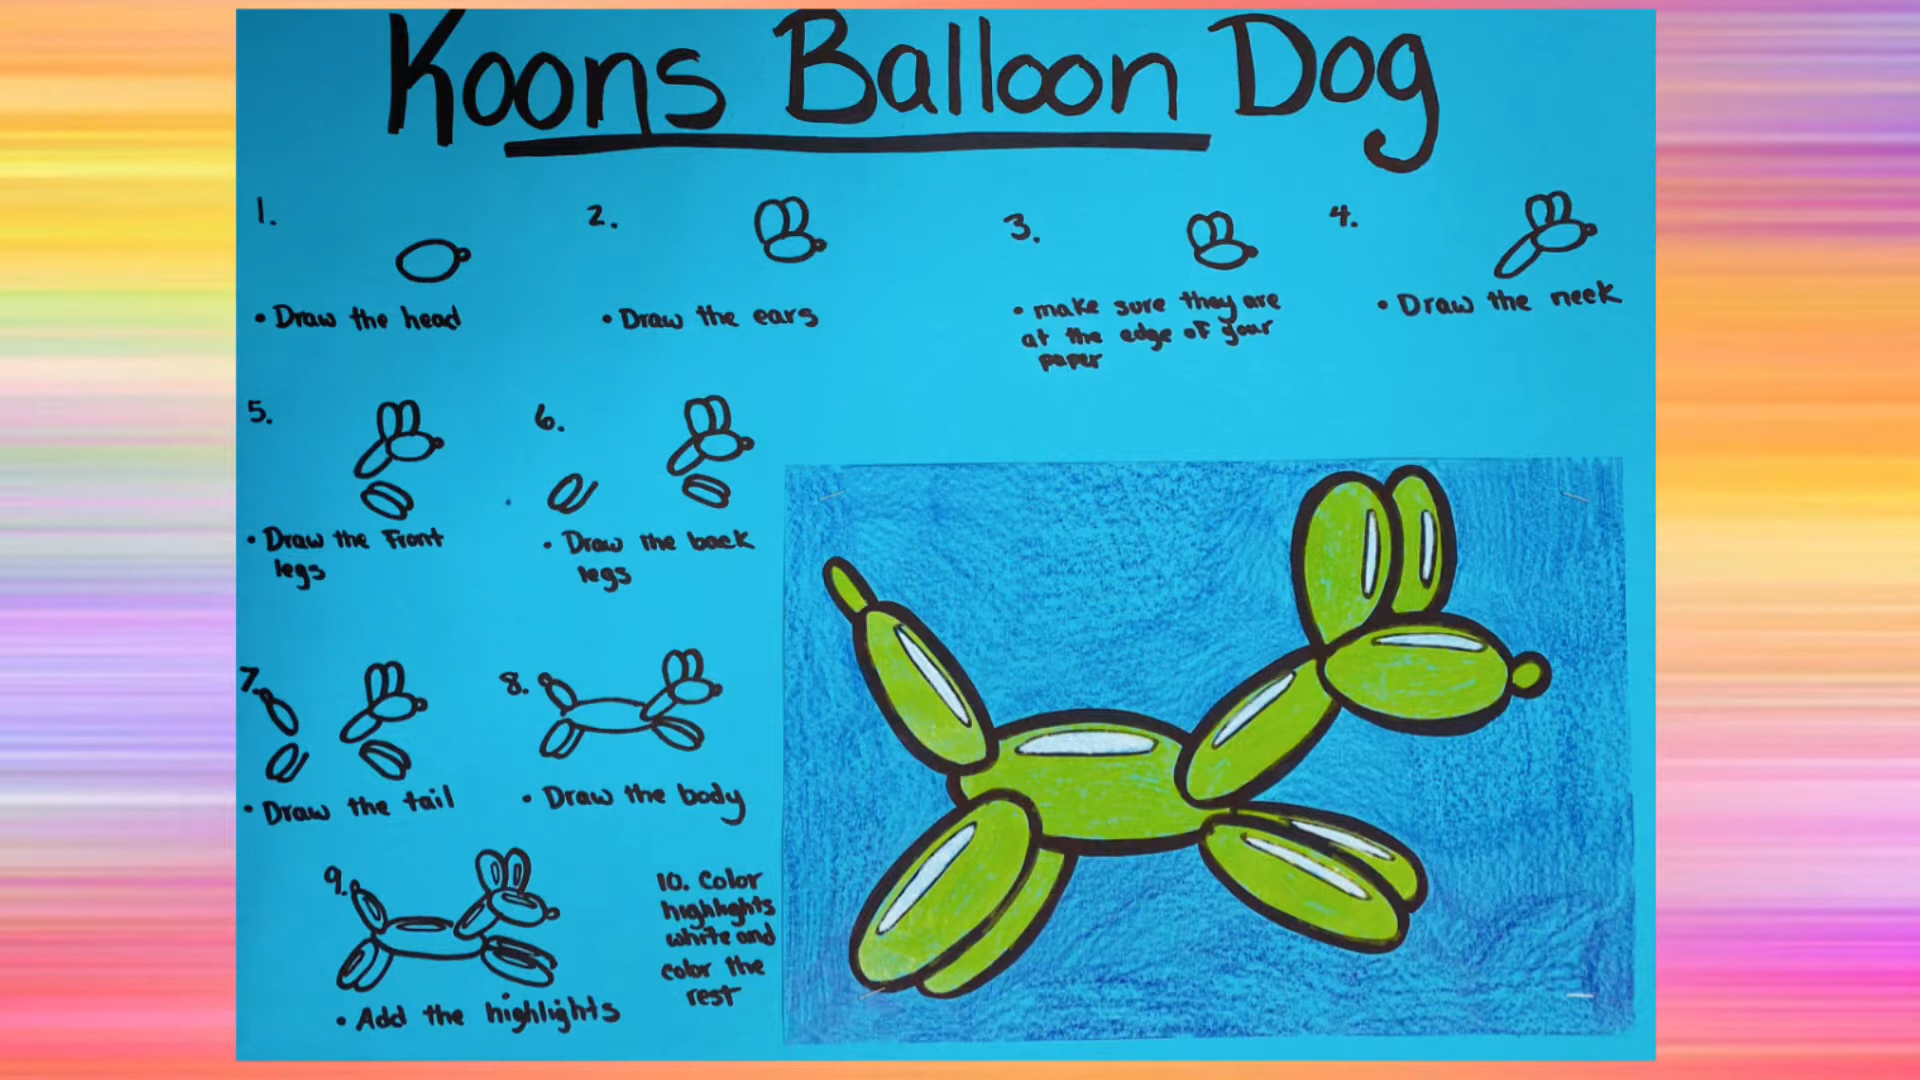 Koons Balloon Dog
1.
• Draw the head
2.
• Draw the ears
3.
• make sure they are
at the edge of your
paper
4.
• Draw the neck
5.
• Draw the Front
legs
6.
• Draw the back
legs
7.
• Draw the tail
8.
• Draw the body
9.
• Add the highlights
10. Color
highlights
white and
color the
rest